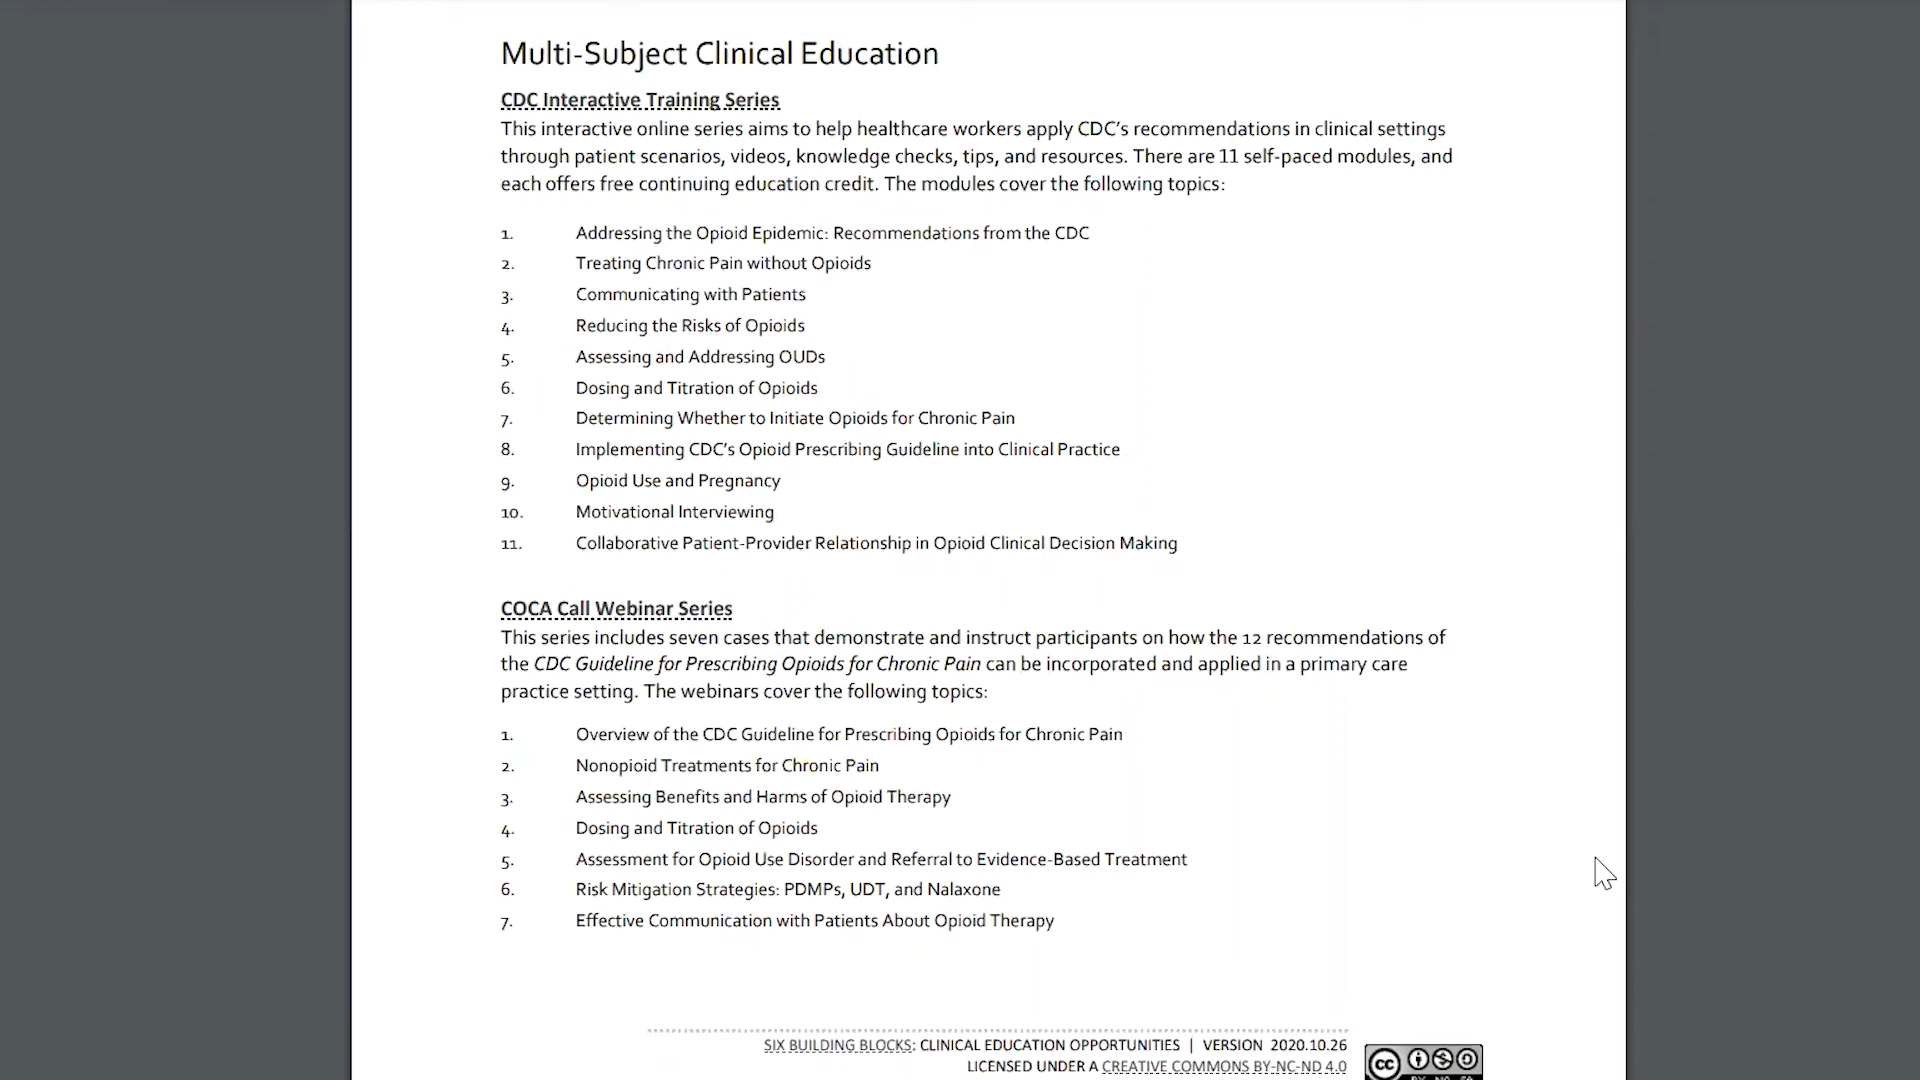 Multi-Subject Clinical Education
CDC Interactive Training Series
This interactive online series aims to help healthcare workers apply CDC's recommendations in clinical settings
through patient scenarios, videos, knowledge checks, tips, and resources. There are 11 self-paced modules, and
each offers free continuing education credit. The modules cover the following topics:
1. Addressing the Opioid Epidemic: Recommendations from the CDC
2. Treating Chronic Pain without Opioids
3. Communicating with Patients
4. Reducing the Risks of Opioids
5. Assessing and Addressing OUDs
6. Dosing and Titration of Opioids
7. Determining Whether to Initiate Opioids for Chronic Pain
8. Implementing CDC's Opioid Prescribing Guideline into Clinical Practice
9. Opioid Use and Pregnancy
10. Motivational Interviewing
11. Collaborative Patient-Provider Relationship in Opioid Clinical Decision Making
COCA Call Webinar Series
This series includes seven cases that demonstrate and instruct participants on how the 12 recommendations of
the CDC Guideline for Prescribing Opioids for Chronic Pain can be incorporated and applied in a primary care
practice setting. The webinars cover the following topics:
1. Overview of the CDC Guideline for Prescribing Opioids for Chronic Pain
2. Nonopioid Treatments for Chronic Pain
3. Assessing Benefits and Harms of Opioid Therapy
4. Dosing and Titration of Opioids
5. Assessment for Opioid Use Disorder and Referral to Evidence-Based Treatment
6. Risk Mitigation Strategies: PDMPs, UDT, and Nalaxone
7. Effective Communication with Patients About Opioid Therapy
SIX BUILDING BLOCKS: CLINICAL EDUCATION OPPORTUNITIES | VERSION 2020.10.26
LICENSED UNDER A CREATIVE COMMONS BY-NC-ND 4.0
cc